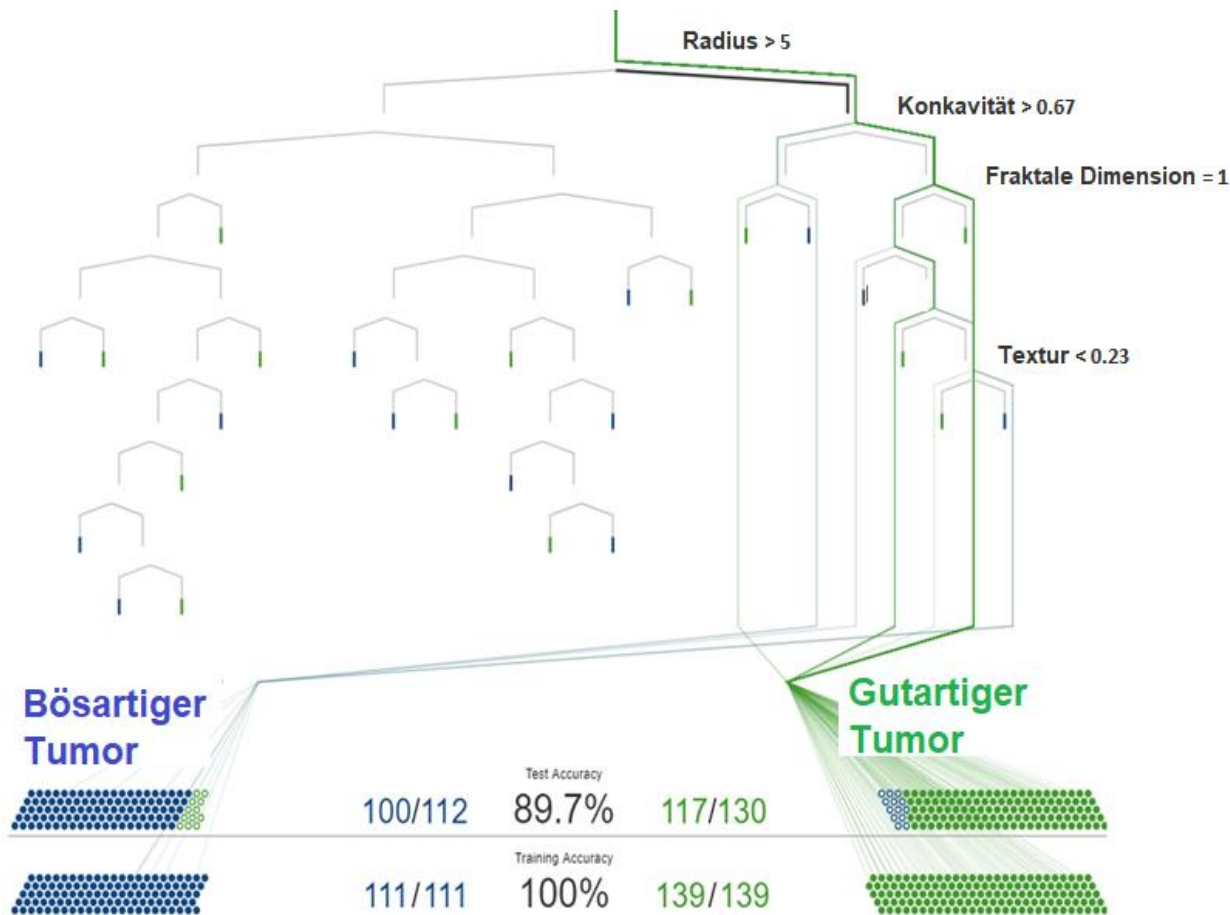 Radius > 5
Konkavität > 0.67
Fraktale Dimension = 1
Textur < 0.23
Bösartiger
Tumor
Gutartiger
Tumor
Test Accuracy
100/112 89.7% 117/130
Training Accuracy
111/111 100% 139/139